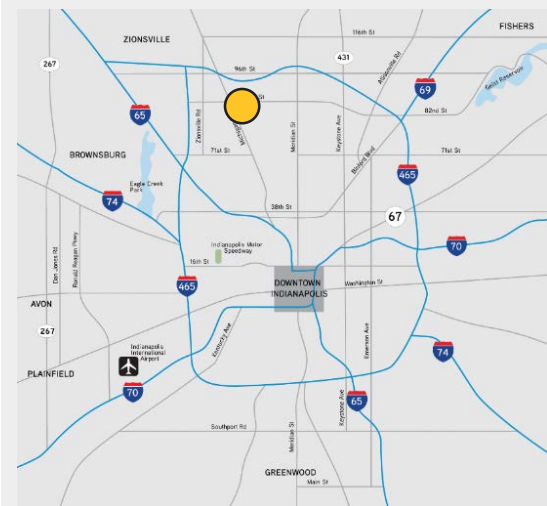 116th St
FISHERS
ZIONSVILLE
431
Allisonville Rd
267
96th St
Geist Reservoir
69
65
St
82nd St
Zionsville Rd
Michigan
Meridian St
Keystone Ave
Binford Blvd
71st St
71st St
BROWNSBURG
465
Eagle Creek
Park
74
38th St
67
Indianapolis Motor
Speedway
70
16th St
Dan Jones Rd
Ronald Reagan Pkwy
465
DOWNTOWN
INDIANAPOLIS
Washington St
AVON
267
Kentucky Ave
Emerson Ave
Indianapolis
International
Airport
74
PLAINFIELD
70
65
Keystone Ave
Southport Rd
Meridian St
GREENWOOD
Main St